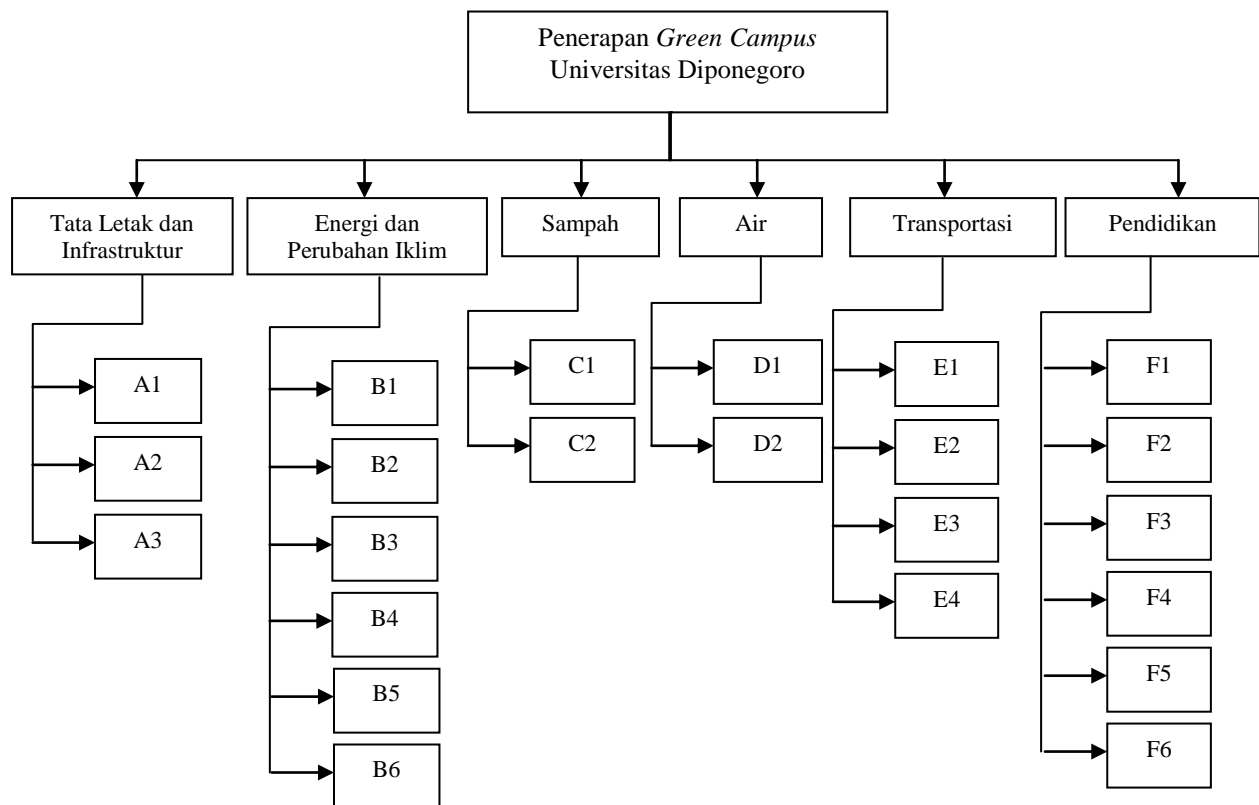 Penerapan Green Campus
Universitas Diponegoro
Tata Letak dan
Infrastruktur
Energi dan
Perubahan Iklim
Sampah
Air
Transportasi
Pendidikan
A1
A2
A3
B1
B2
B3
B4
B5
B6
C1
C2
D1
D2
E1
E2
E3
E4
F1
F2
F3
F4
F5
F6